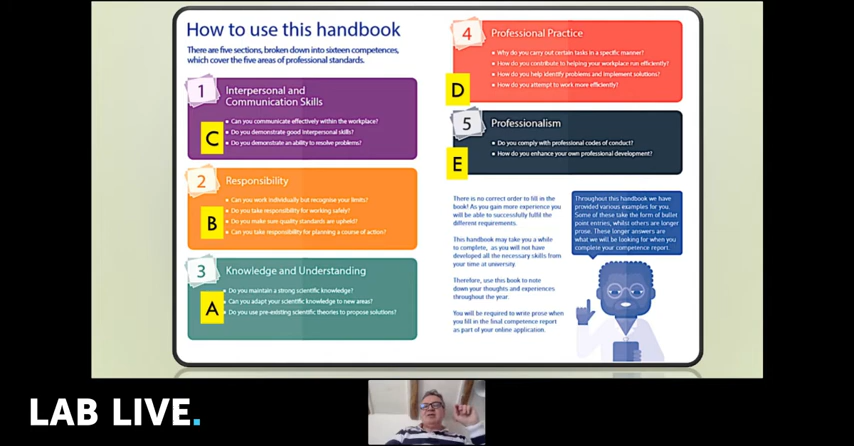 How to use this handbook
There are five sections, broken down into sixteen competences,
which cover the five areas of professional standards.
1
Interpersonal and
Communication Skills
C
Can you communicate effectively within the workplace?
Do you demonstrate good interpersonal skills?
Do you demonstrate an ability to resolve problems?
2
Responsibility
B
Can you work individually but recognise your limits?
Do you take responsibility for working safely?
Do you make sure quality standards are upheld?
Can you take responsibility for planning a course of action?
3
Knowledge and Understanding
A
Do you maintain a strong scientific knowledge?
Can you adapt your scientific knowledge to new areas?
Do you use pre-existing scientific theories to propose solutions?
4
Professional Practice
D
Why do you carry out certain tasks in a specific manner?
How do you contribute to helping your workplace run efficiently?
How do you help identify problems and implement solutions?
How do you attempt to work more efficiently?
5
Professionalism
E
Do you comply with professional codes of conduct?
How do you enhance your own professional development?
There is no correct order to fill in the
book! As you gain more experience you
will be able to successfully fulfil the
different requirements.
This handbook may take you a while
to complete, as you will not have
developed all the necessary skills from
your time at university.
Therefore, use this book to note
down your thoughts and experiences
throughout the year.
You will be required to write prose when
you fill in the final competence report
as part of your online application.
Throughout this handbook we have
provided various examples for you.
Some of these take the form of bullet
point entries, whilst others are longer
prose. These longer answers are
what we will be looking for when you
complete your competence report.
LAB LIVE.